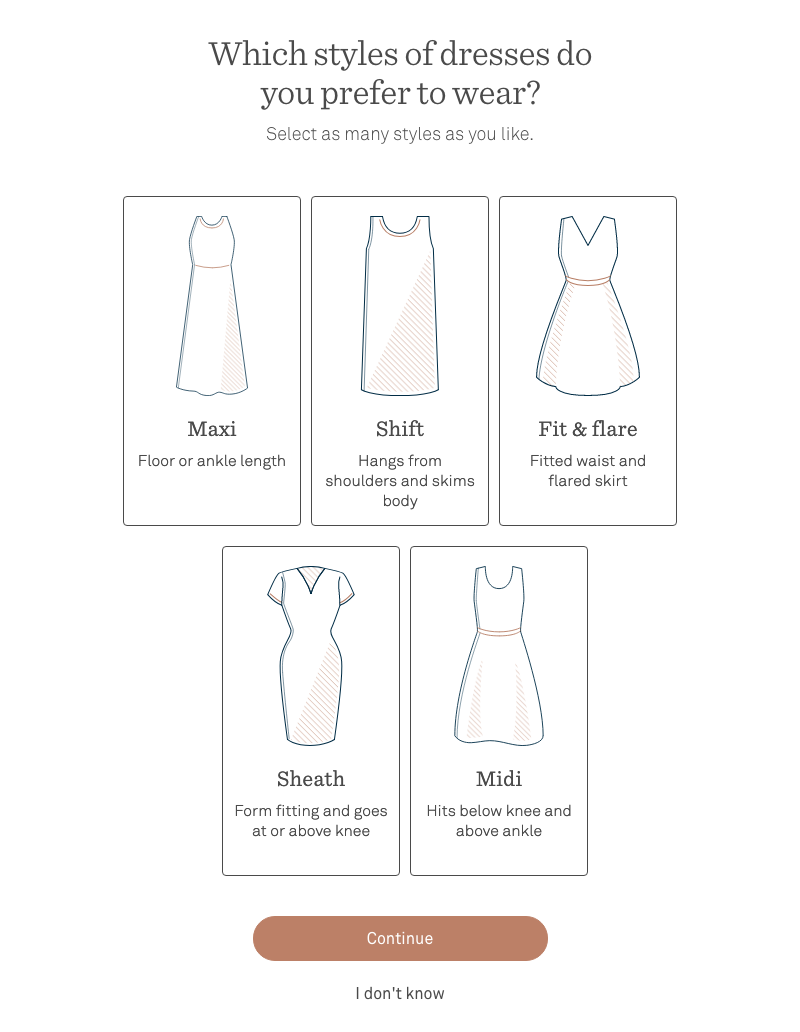 Which styles of dresses do
you prefer to wear?
Select as many styles as you like.
Maxi
Floor or ankle length
Shift
Hangs from
shoulders and skims
body
Fit & flare
Fitted waist and
flared skirt
Sheath
Form fitting and goes
at or above knee
Midi
Hits below knee and
above ankle
Continue
I don't know